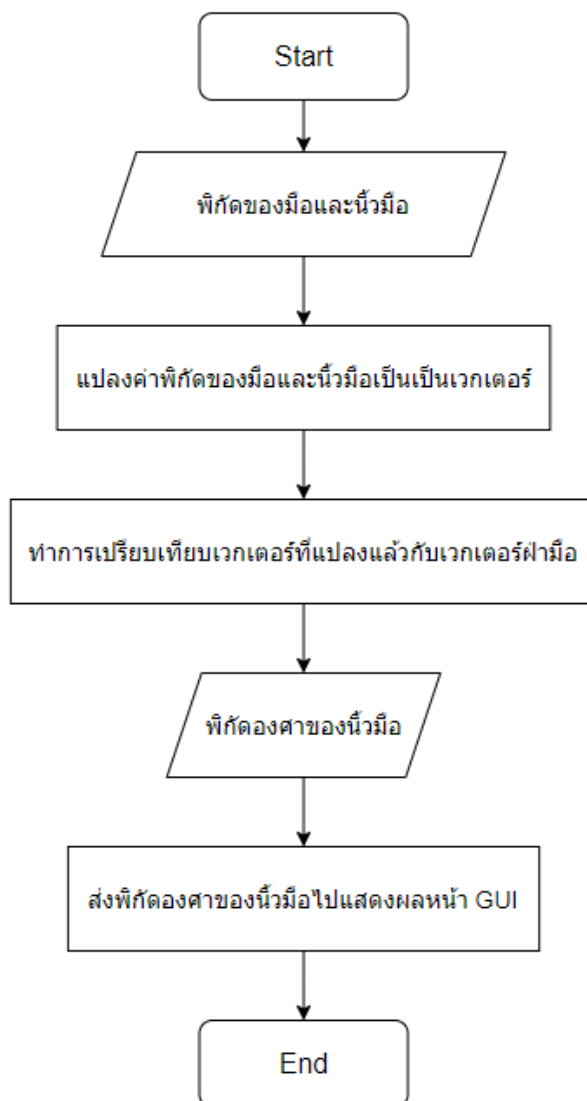 Start
พิกัดของมือและนิ้วมือ
แปลงค่าพิกัดของมือและนิ้วมือเป็นเป็นเวกเตอร์
ทำการเปรียบเทียบเวกเตอร์ที่แปลงแล้วกับเวกเตอร์ฝ่ามือ
พิกัดองศาของนิ้วมือ
ส่งพิกัดองศาของนิ้วมือไปแสดงผลหน้า GUI
End